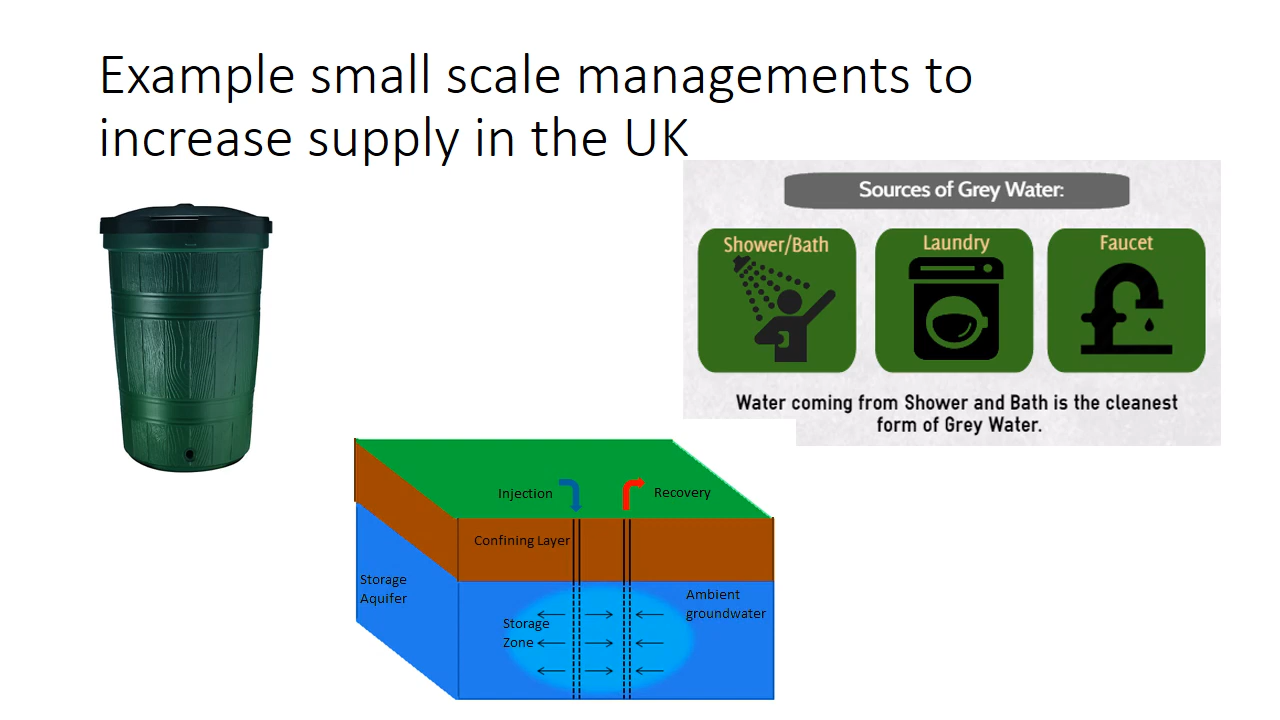 Example small scale managements to
increase supply in the UK
Sources of Grey Water:
Shower/Bath
Laundry
Faucet
Water coming from Shower and Bath is the cleanest
form of Grey Water.
Injection
Recovery
Confining Layer
Storage
Aquifer
Ambient
groundwater
Storage
Zone